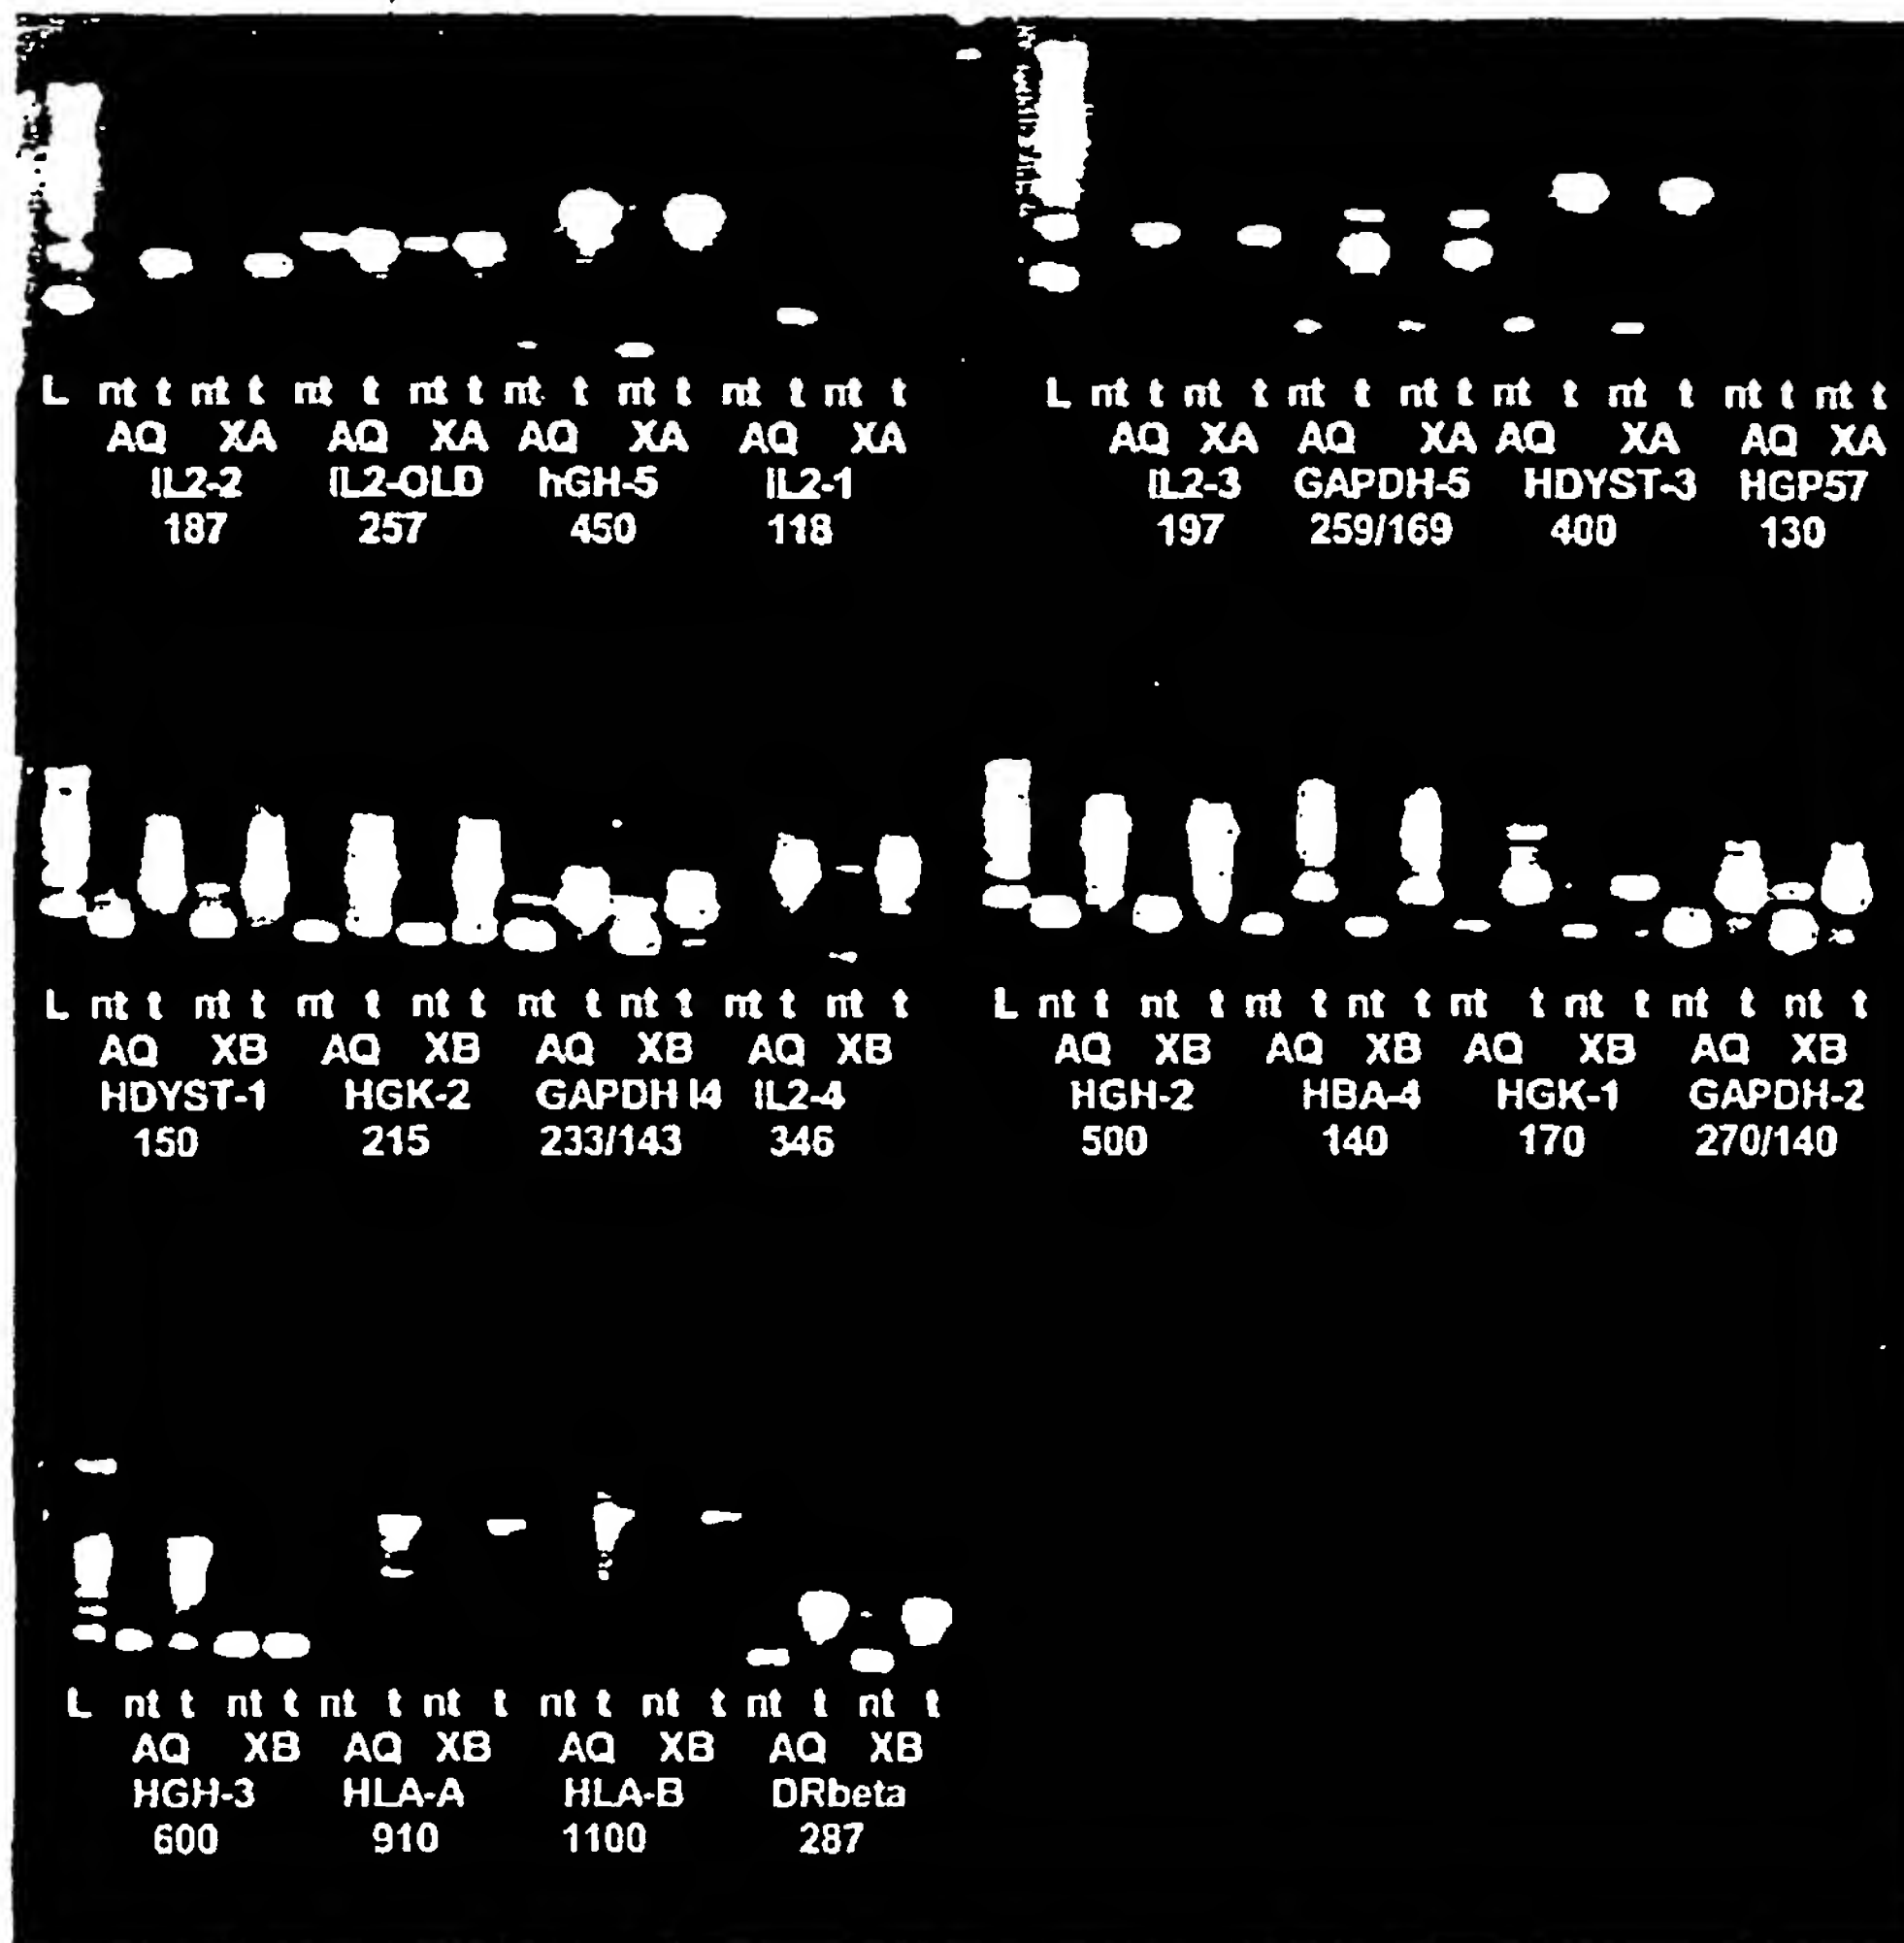 L nt t nt t nt t nt t nt t nt t nt t nt t
AQ XA AQ XA AQ XA AQ XA
IL2-2 IL2-OLD hGH-5 IL2-1
187 257 450 118
L nt t nt t nt t nt t nt t nt t nt t nt t
AQ XA AQ XA AQ XA AQ XA
IL2-3 GAPDH-5 HDYST-3 HGP57
197 259/169 400 130
L nt t nt t nt t nt t nt t nt t nt t nt t
AQ XB AQ XB AQ XB AQ XB
HDYST-1 HGK-2 GAPDH I4 IL2-4
150 215 233/143 346
L nt t nt t nt t nt t nt t nt t nt t nt t
AQ XB AQ XB AQ XB AQ XB
HGH-2 HBA-4 HGK-1 GAPDH-2
500 140 170 270/140
L nt t nt t nt t nt t nt t nt t nt t nt t
AQ XB AQ XB AQ XB AQ XB
HGH-3 HLA-A HLA-B DRbeta
600 910 1100 287